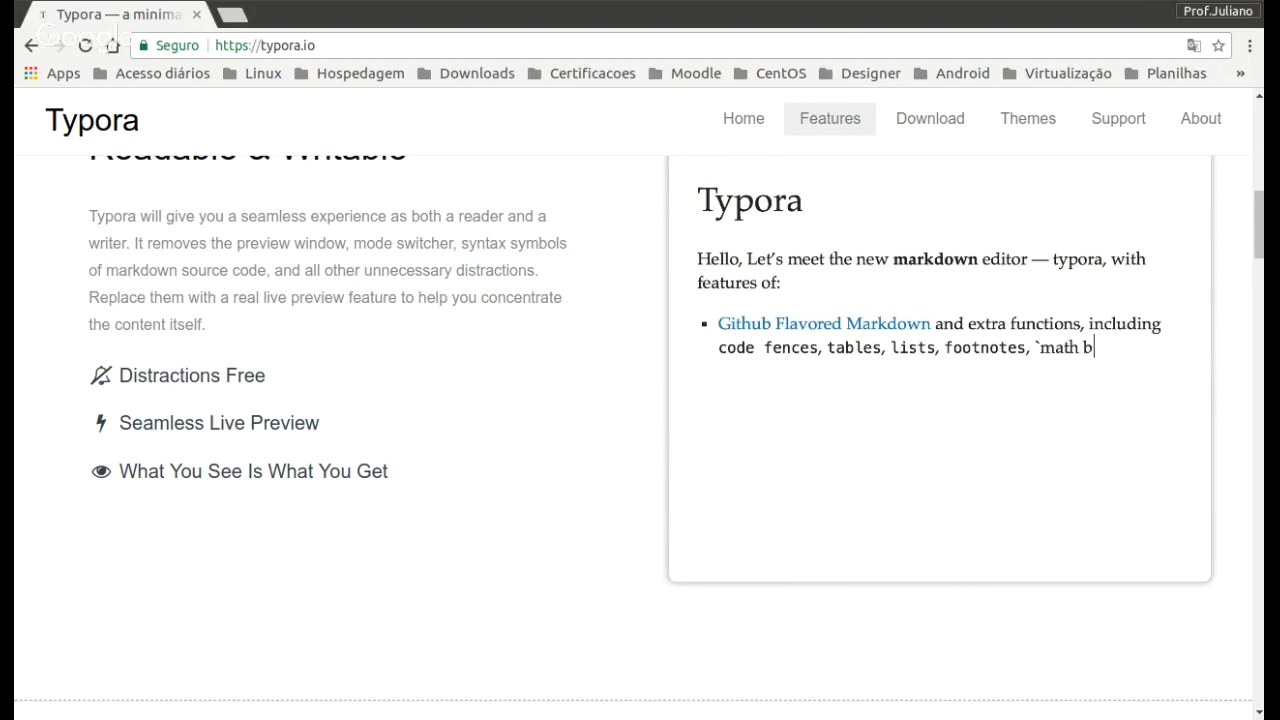 Typora — a minima
Prof.Juliano
Google
Seguro https://typora.io
Apps Acesso diários Linux Hospedagem Downloads Certificacoes Moodle CentOS Designer Android Virtualização Planilhas »
Typora
Home Features Download Themes Support About
Readable & Writable
Typora will give you a seamless experience as both a reader and a
writer. It removes the preview window, mode switcher, syntax symbols
of markdown source code, and all other unnecessary distractions.
Replace them with a real live preview feature to help you concentrate
the content itself.
Distractions Free
Seamless Live Preview
What You See Is What You Get
Typora
Hello, Let's meet the new markdown editor — typora, with
features of:
Github Flavored Markdown and extra functions, including
code fences, tables, lists, footnotes, `math b